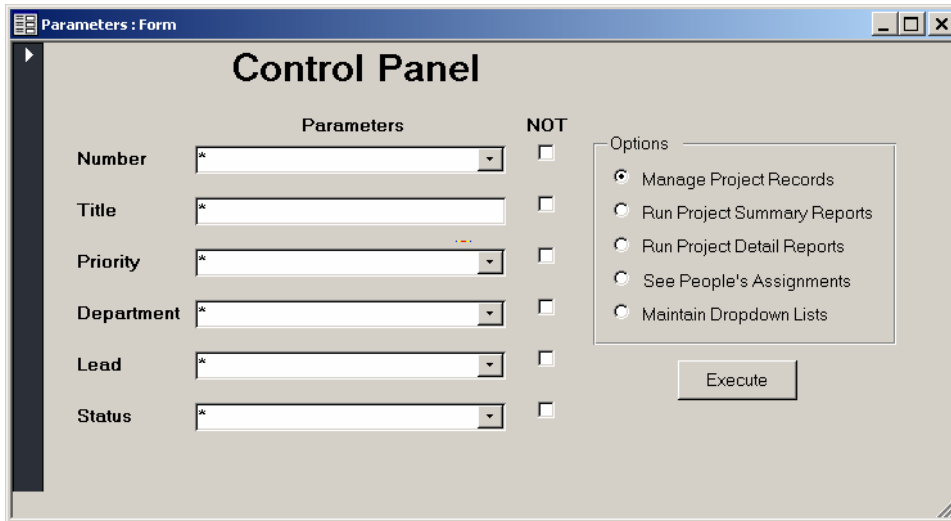 Parameters : Form
Control Panel
Parameters NOT
Number *
Title *
Priority *
Department *
Lead *
Status *
Options
Manage Project Records
Run Project Summary Reports
Run Project Detail Reports
See People's Assignments
Maintain Dropdown Lists
Execute